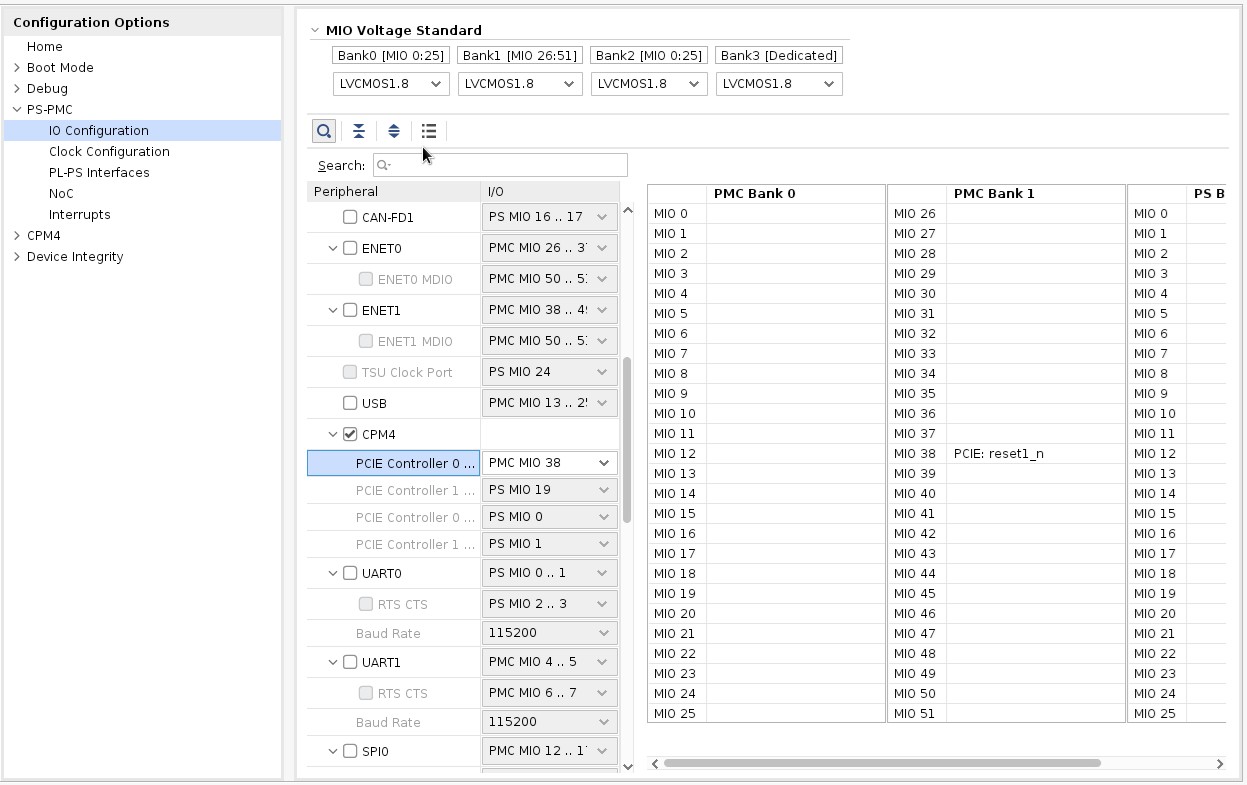 Configuration Options
Home
Boot Mode
Debug
PS-PMC
IO Configuration
Clock Configuration
PL-PS Interfaces
NoC
Interrupts
CPM4
Device Integrity
MIO Voltage Standard
Bank0 [MIO 0:25] Bank1 [MIO 26:51] Bank2 [MIO 0:25] Bank3 [Dedicated]
LVCMOS1.8 LVCMOS1.8 LVCMOS1.8 LVCMOS1.8
Search:
Peripheral I/O
CAN-FD1 PS MIO 16 .. 17
ENET0 PMC MIO 26 .. 3
ENET0 MDIO PMC MIO 50 .. 5
ENET1 PMC MIO 38 .. 4
ENET1 MDIO PMC MIO 50 .. 5
TSU Clock Port PS MIO 24
USB PMC MIO 13 .. 2
CPM4
PCIE Controller 0 ... PMC MIO 38
PCIE Controller 1 ... PS MIO 19
PCIE Controller 0 ... PS MIO 0
PCIE Controller 1 ... PS MIO 1
UART0 PS MIO 0 .. 1
RTS CTS PS MIO 2 .. 3
Baud Rate 115200
UART1 PMC MIO 4 .. 5
RTS CTS PMC MIO 6 .. 7
Baud Rate 115200
SPI0 PMC MIO 12 .. 1
PMC Bank 0 PMC Bank 1 PS B
MIO 0 MIO 26 MIO 0
MIO 1 MIO 27 MIO 1
MIO 2 MIO 28 MIO 2
MIO 3 MIO 29 MIO 3
MIO 4 MIO 30 MIO 4
MIO 5 MIO 31 MIO 5
MIO 6 MIO 32 MIO 6
MIO 7 MIO 33 MIO 7
MIO 8 MIO 34 MIO 8
MIO 9 MIO 35 MIO 9
MIO 10 MIO 36 MIO 10
MIO 11 MIO 37 MIO 11
MIO 12 MIO 38 PCIE: reset1_n MIO 12
MIO 13 MIO 39 MIO 13
MIO 14 MIO 40 MIO 14
MIO 15 MIO 41 MIO 15
MIO 16 MIO 42 MIO 16
MIO 17 MIO 43 MIO 17
MIO 18 MIO 44 MIO 18
MIO 19 MIO 45 MIO 19
MIO 20 MIO 46 MIO 20
MIO 21 MIO 47 MIO 21
MIO 22 MIO 48 MIO 22
MIO 23 MIO 49 MIO 23
MIO 24 MIO 50 MIO 24
MIO 25 MIO 51 MIO 25